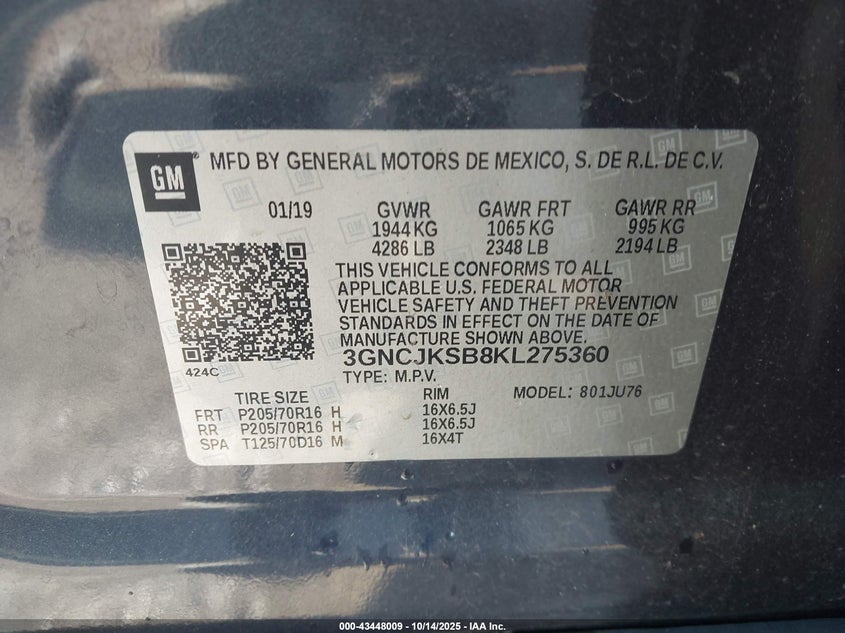 GM ® MFD BY GENERAL MOTORS DE MEXICO, S. DE R.L. DE C.V.
01/19 GVWR GAWR FRT GAWR RR
1944 KG 1065 KG 995 KG
4286 LB 2348 LB 2194 LB
THIS VEHICLE CONFORMS TO ALL
APPLICABLE U.S. FEDERAL MOTOR
VEHICLE SAFETY AND THEFT PREVENTION
STANDARDS IN EFFECT ON THE DATE OF
MANUFACTURE SHOWN ABOVE.
3GNCJKSB8KL275360
424C
TYPE: M.P.V.
TIRE SIZE RIM MODEL: 801JU76
FRT P205/70R16 H 16X6.5J
RR P205/70R16 H 16X6.5J
SPA T125/70D16 M 16X4T
000-43448009 - 10/14/2025 - IAA Inc.